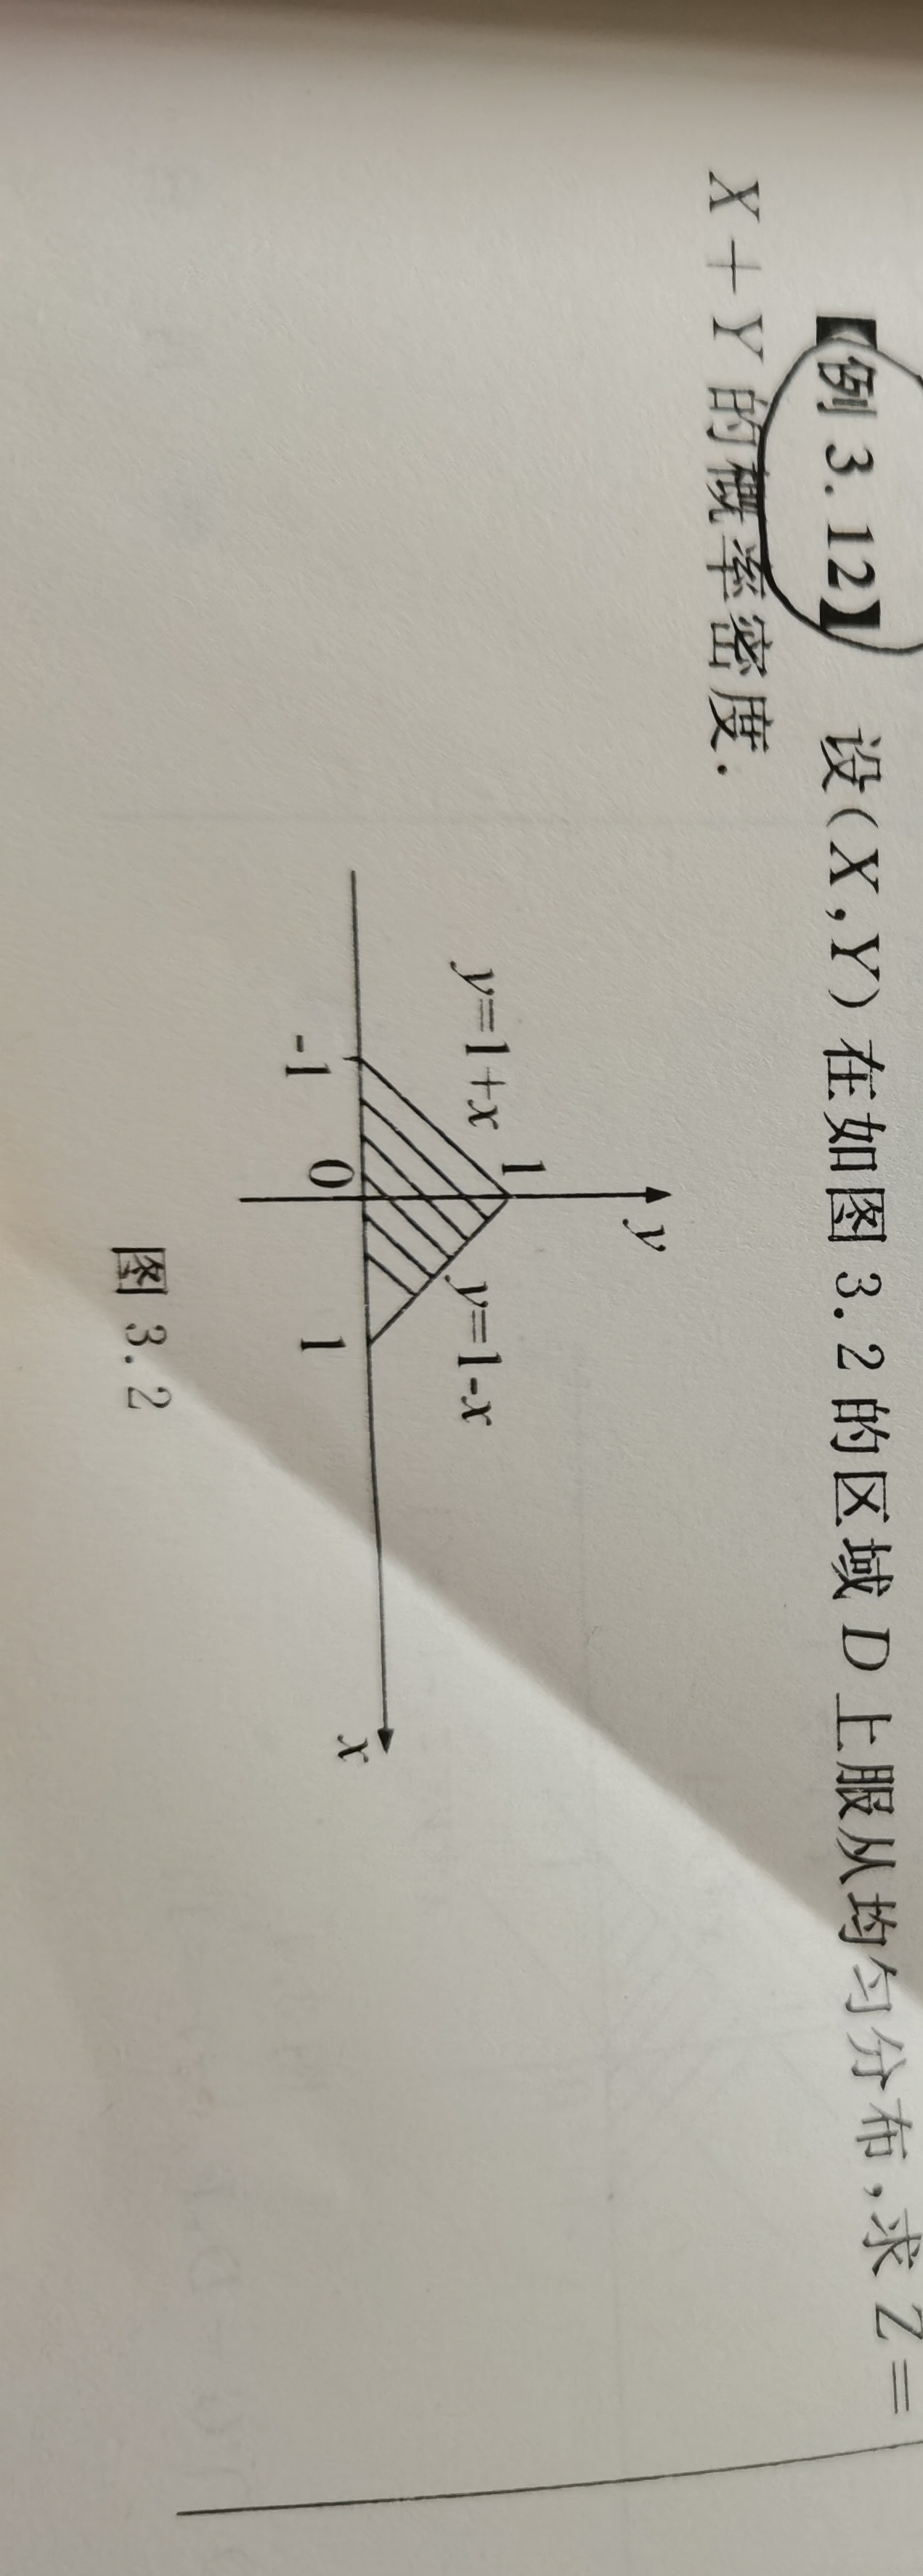 【例 3.12】 设(X,Y)在如图 3.2 的区域 D 上服从均匀分布,求 Z =
X + Y 的概率密度.
y
1
y=1+x
y=1-x
-1
0
1
x
图 3.2